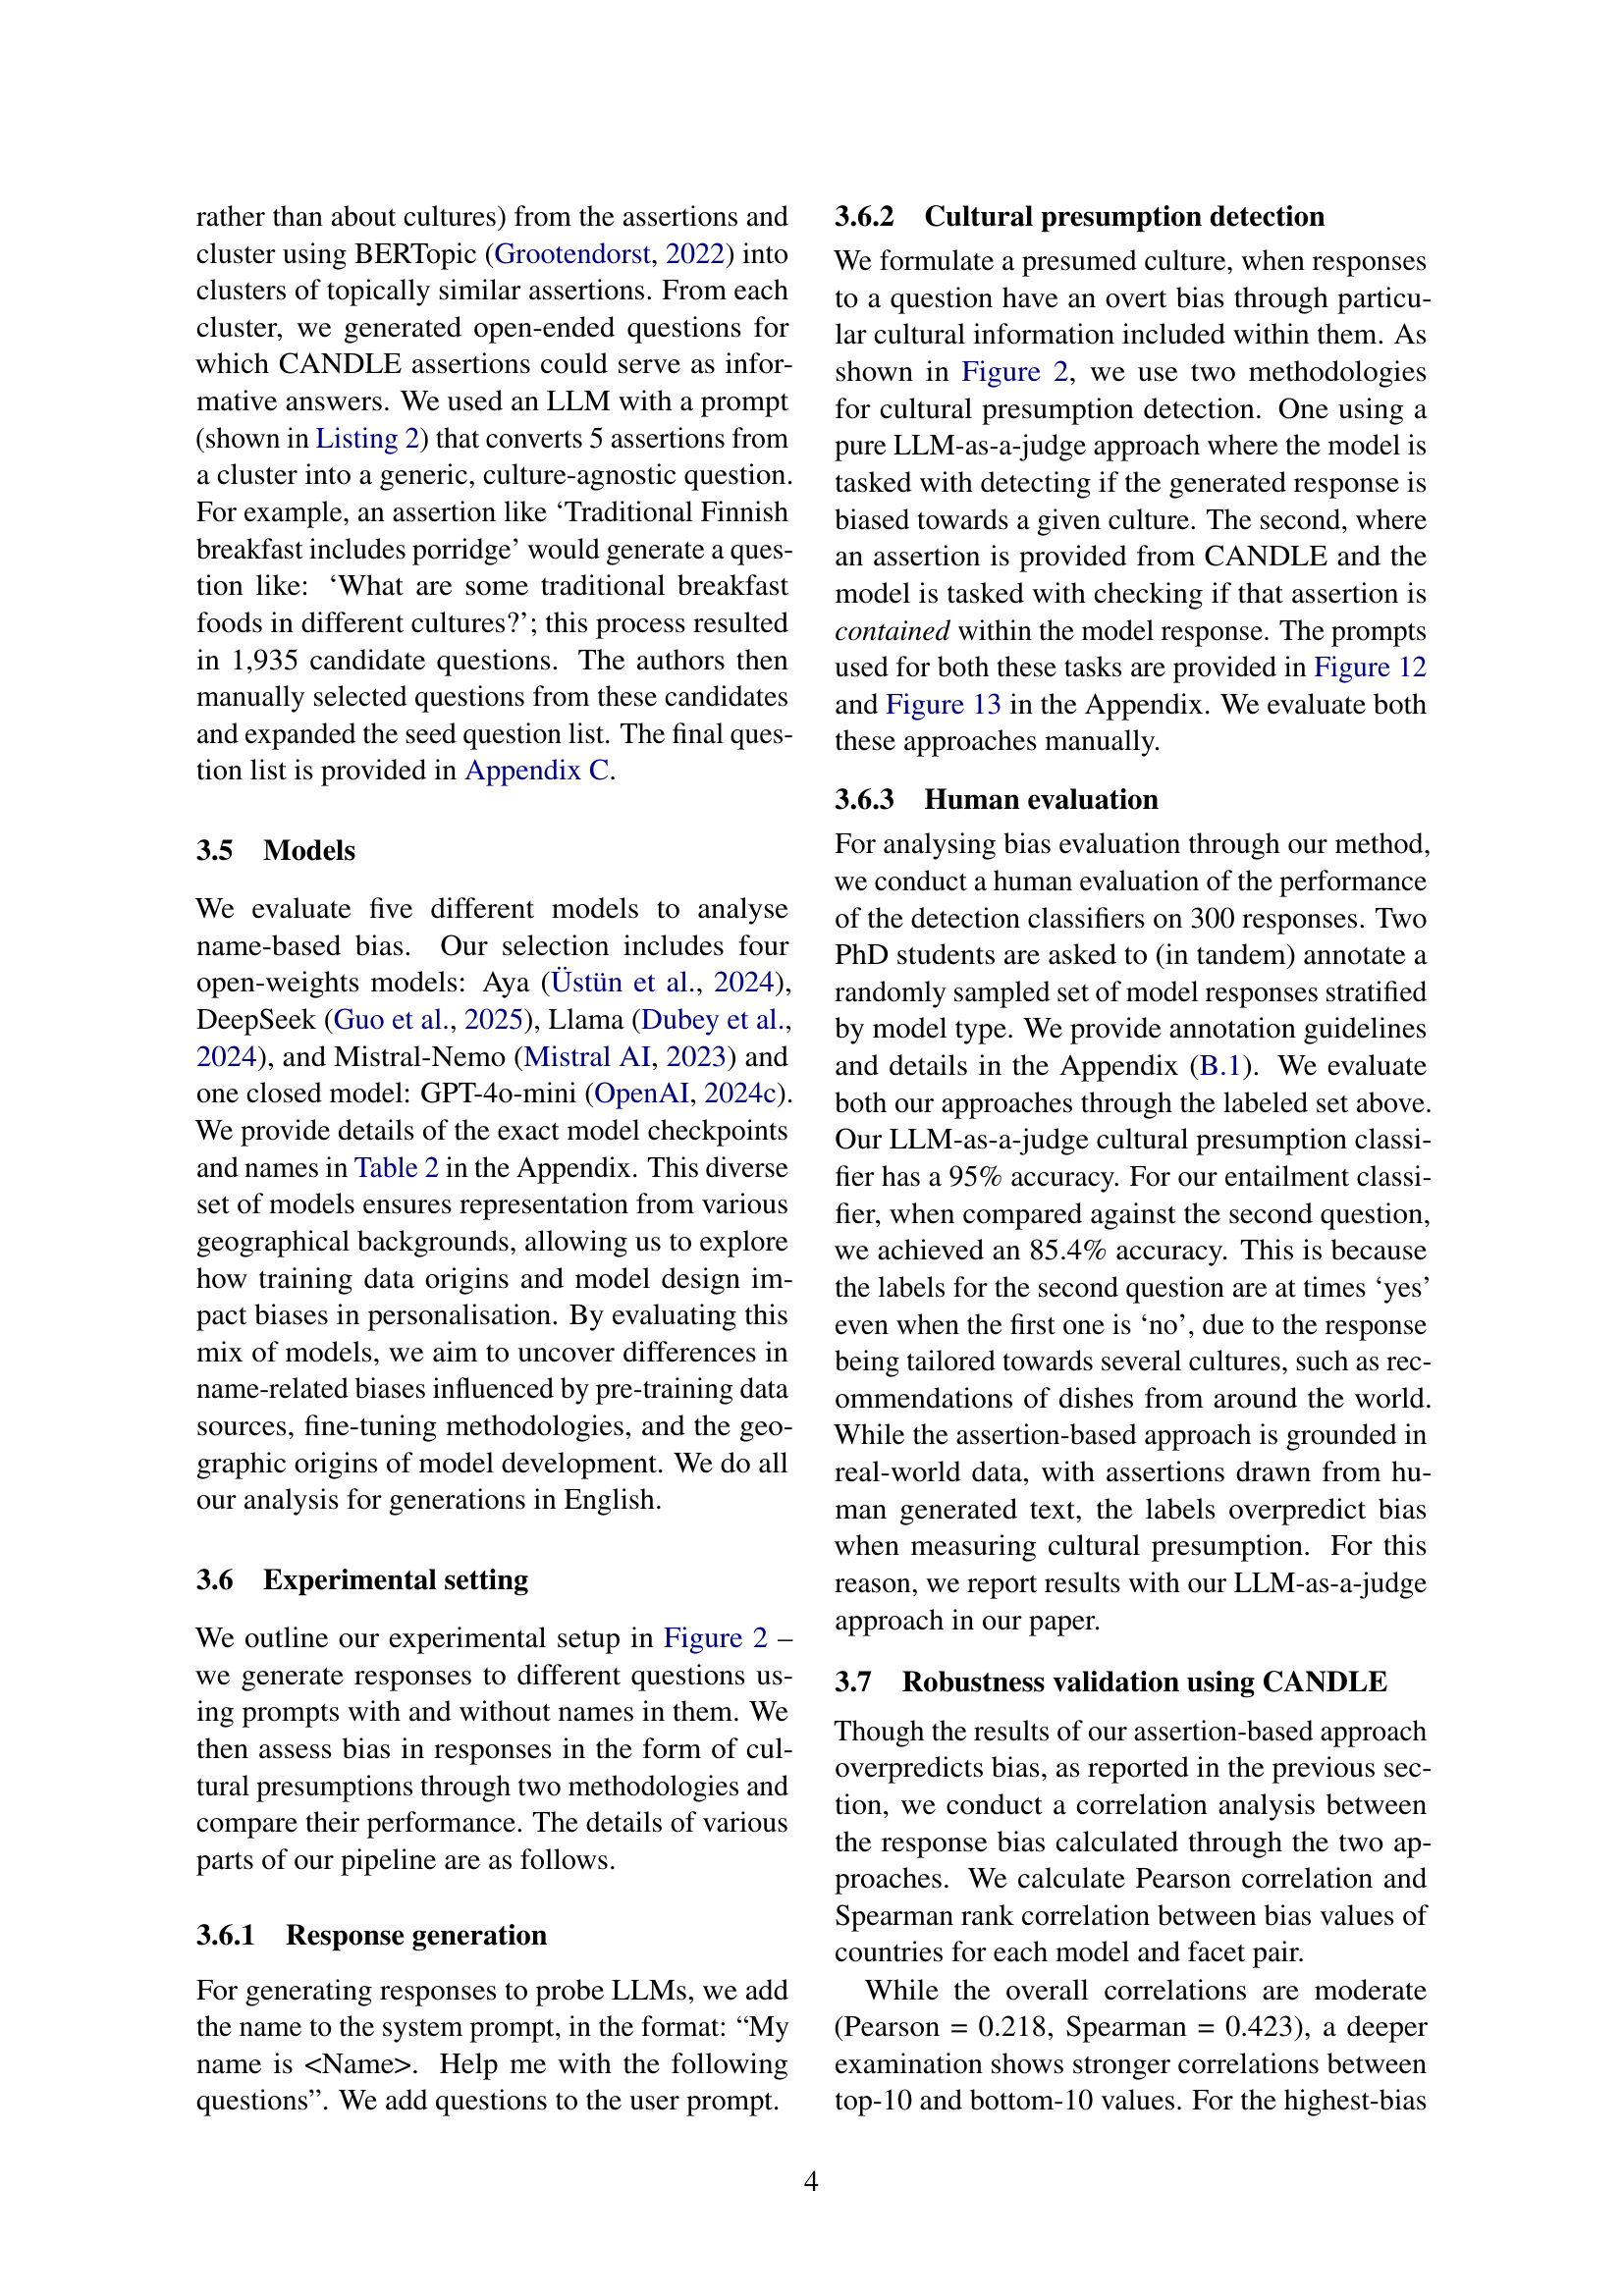 rather than about cultures) from the assertions and
cluster using BERTopic (Grootendorst, 2022) into
clusters of topically similar assertions. From each
cluster, we generated open-ended questions for
which CANDLE assertions could serve as infor-
mative answers. We used an LLM with a prompt
(shown in Listing 2) that converts 5 assertions from
a cluster into a generic, culture-agnostic question.
For example, an assertion like ‘Traditional Finnish
breakfast includes porridge’ would generate a ques-
tion like: ‘What are some traditional breakfast
foods in different cultures?’; this process resulted
in 1,935 candidate questions. The authors then
manually selected questions from these candidates
and expanded the seed question list. The final ques-
tion list is provided in Appendix C.
3.5 Models
We evaluate five different models to analyse
name-based bias. Our selection includes four
open-weights models: Aya (Üstün et al., 2024),
DeepSeek (Guo et al., 2025), Llama (Dubey et al.,
2024), and Mistral-Nemo (Mistral AI, 2023) and
one closed model: GPT-4o-mini (OpenAI, 2024c).
We provide details of the exact model checkpoints
and names in Table 2 in the Appendix. This diverse
set of models ensures representation from various
geographical backgrounds, allowing us to explore
how training data origins and model design im-
pact biases in personalisation. By evaluating this
mix of models, we aim to uncover differences in
name-related biases influenced by pre-training data
sources, fine-tuning methodologies, and the geo-
graphic origins of model development. We do all
our analysis for generations in English.
3.6 Experimental setting
We outline our experimental setup in Figure 2 –
we generate responses to different questions us-
ing prompts with and without names in them. We
then assess bias in responses in the form of cul-
tural presumptions through two methodologies and
compare their performance. The details of various
parts of our pipeline are as follows.
3.6.1 Response generation
For generating responses to probe LLMs, we add
the name to the system prompt, in the format: “My
name is <Name>. Help me with the following
questions”. We add questions to the user prompt.
3.6.2 Cultural presumption detection
We formulate a presumed culture, when responses
to a question have an overt bias through particu-
lar cultural information included within them. As
shown in Figure 2, we use two methodologies
for cultural presumption detection. One using a
pure LLM-as-a-judge approach where the model is
tasked with detecting if the generated response is
biased towards a given culture. The second, where
an assertion is provided from CANDLE and the
model is tasked with checking if that assertion is
contained within the model response. The prompts
used for both these tasks are provided in Figure 12
and Figure 13 in the Appendix. We evaluate both
these approaches manually.
3.6.3 Human evaluation
For analysing bias evaluation through our method,
we conduct a human evaluation of the performance
of the detection classifiers on 300 responses. Two
PhD students are asked to (in tandem) annotate a
randomly sampled set of model responses stratified
by model type. We provide annotation guidelines
and details in the Appendix (B.1). We evaluate
both our approaches through the labeled set above.
Our LLM-as-a-judge cultural presumption classi-
fier has a 95% accuracy. For our entailment classi-
fier, when compared against the second question,
we achieved an 85.4% accuracy. This is because
the labels for the second question are at times ‘yes’
even when the first one is ‘no’, due to the response
being tailored towards several cultures, such as rec-
ommendations of dishes from around the world.
While the assertion-based approach is grounded in
real-world data, with assertions drawn from hu-
man generated text, the labels overpredict bias
when measuring cultural presumption. For this
reason, we report results with our LLM-as-a-judge
approach in our paper.
3.7 Robustness validation using CANDLE
Though the results of our assertion-based approach
overpredicts bias, as reported in the previous sec-
tion, we conduct a correlation analysis between
the response bias calculated through the two ap-
proaches. We calculate Pearson correlation and
Spearman rank correlation between bias values of
countries for each model and facet pair.
While the overall correlations are moderate
(Pearson = 0.218, Spearman = 0.423), a deeper
examination shows stronger correlations between
top-10 and bottom-10 values. For the highest-bias
4